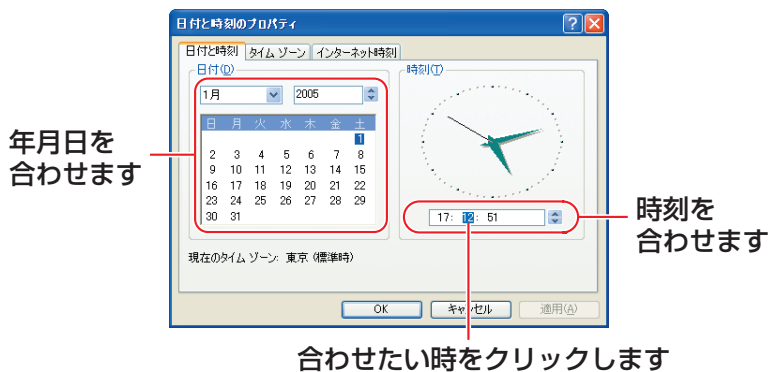 日付と時刻のプロパティ
日付と時刻 タイム ゾーン インターネット時刻
日付(D)
時刻(T)
1月 2005
日 月 火 水 木 金 土
1
2 3 4 5 6 7 8
9 10 11 12 13 14 15
16 17 18 19 20 21 22
23 24 25 26 27 28 29
30 31
17: 12: 51
現在のタイム ゾーン: 東京 (標準時)
OK キャンセル 適用(A)
年月日を
合わせます
時刻を
合わせます
合わせたい時をクリックします